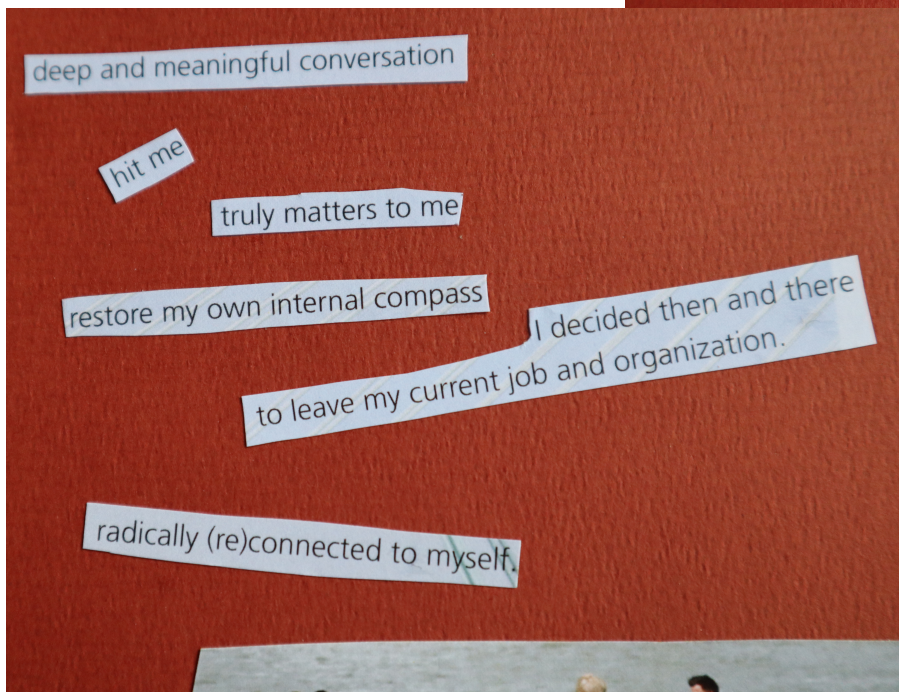 deep and meaningful conversation
hit me
truly matters to me
restore my own internal compass
I decided then and there
to leave my current job and organization.
radically (re)connected to myself.